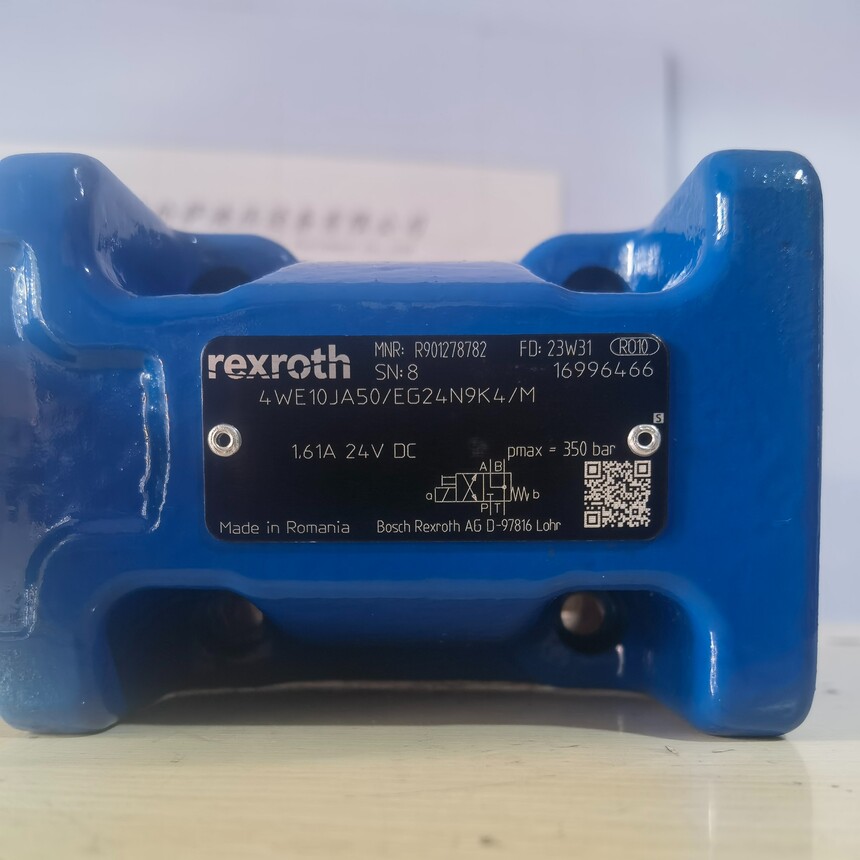 rexroth
MNR: R901278782 FD: 23W31 RO10
SN: 8 16996466
4WE10JA50/EG24N9K4/M
S
1.61A 24V DC pmax = 350 bar
A B
a b
P T
Made in Romania Bosch Rexroth AG D-97816 Lohr